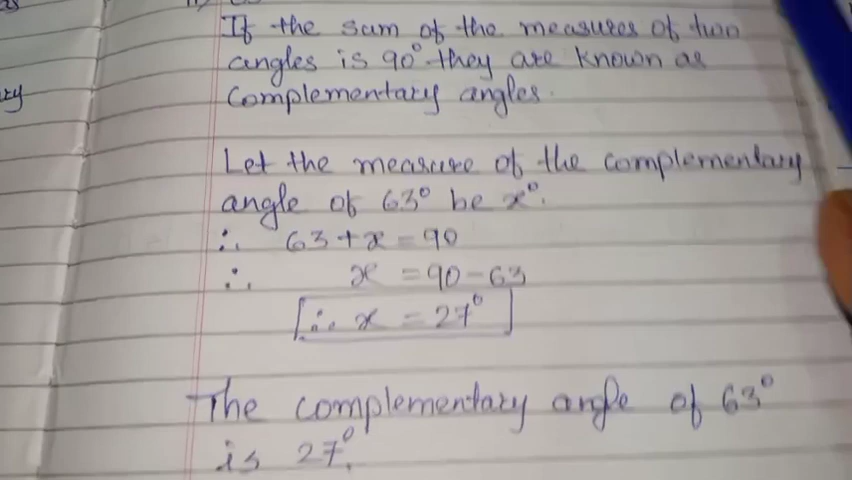 If the sum of the measures of two
angles is 90° they are known as
complementary angles.
Let the measure of the complementary
angle of 63° be x°.
∴ 63 + x = 90
∴ x = 90 - 63
[∴ x = 27°]
The complementary angle of 63°
is 27°.